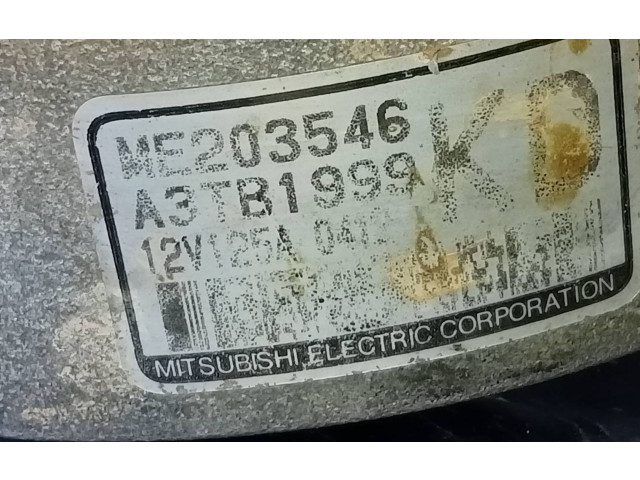 ME203546
KD
A3TB1999
12V125A
MITSUBISHI ELECTRIC CORPORATION